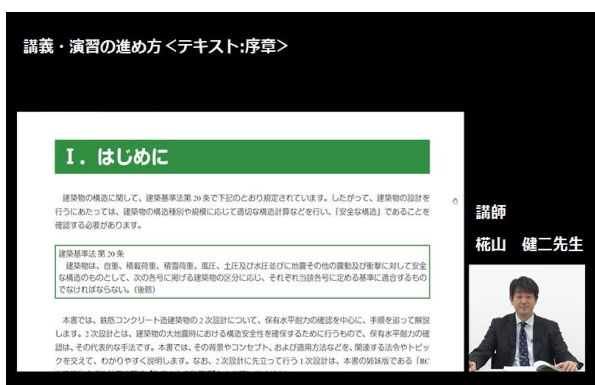 講義・演習の進め方<テキスト:序章>
Ⅰ.はじめに
建築物の構造に関して、建築基準法第20条で下記のとおり規定されています。したがって、建築物の設計を
行うにあたっては、建築物の構造種別や規模に応じて適切な構造計算などを行い、「安全な構造」であることを
確認する必要があります。
建築基準法 第20条
建築物は、自重、積載荷重、積雪荷重、風圧、土圧及び水圧並びに地震その他の震動及び衝撃に対して安全
な構造のものとして、次の各号に掲げる建築物の区分に応じ、それぞれ当該各号に定める基準に適合するもの
でなければならない。(後略)
本書では、鉄筋コンクリート造建築物の2次設計について、保有水平耐力の確認を中心に、手順を追って解説
します。2次設計とは、建築物の大地震時における構造安全性を確保するために行うもので、保有水平耐力の確
認は、その代表的な手法です。本書では、その背景やコンセプト、および適用方法などを、関連する法令やトピッ
クを交えて、わかりやすく説明します。なお、2次設計に先立って行う1次設計は、本書の姉妹版である「RC
講師
椛山 健二先生